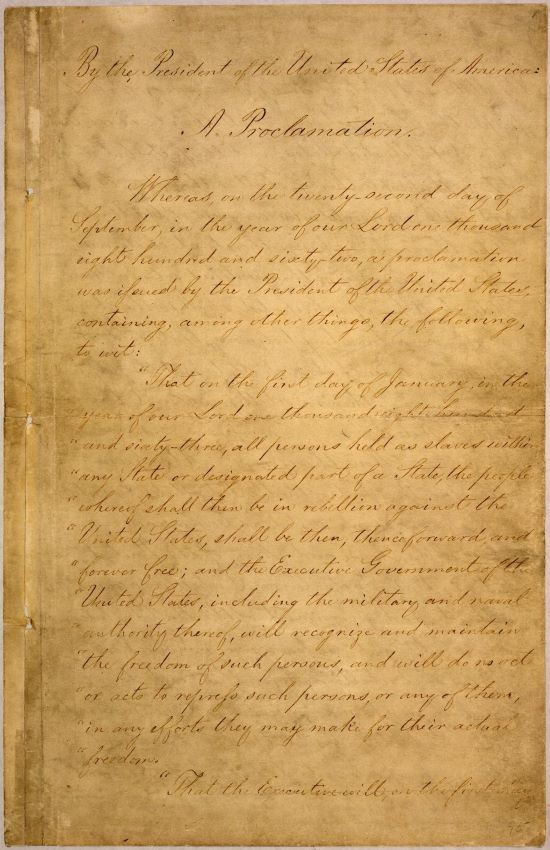 By the President of the United States of America:
A Proclamation.
Whereas, on the twenty-second day of
September, in the year of our Lord one thousand
eight hundred and sixty-two, a proclamation
was issued by the President of the United States,
containing, among other things, the following,
to wit:
"That on the first day of January, in the
"year of our Lord one thousand eight hundred
"and sixty-three, all persons held as slaves within
"any State or designated part of a State, the people
"whereof shall then be in rebellion against the
"United States, shall be then, thenceforward, and
"forever free; and the Executive Government of the
"United States, including the military and naval
"authority thereof, will recognize and maintain
"the freedom of such persons, and will do no act
"or acts to repress such persons, or any of them,
"in any efforts they may make for their actual
"freedom.
"That the Executive will, on the first day